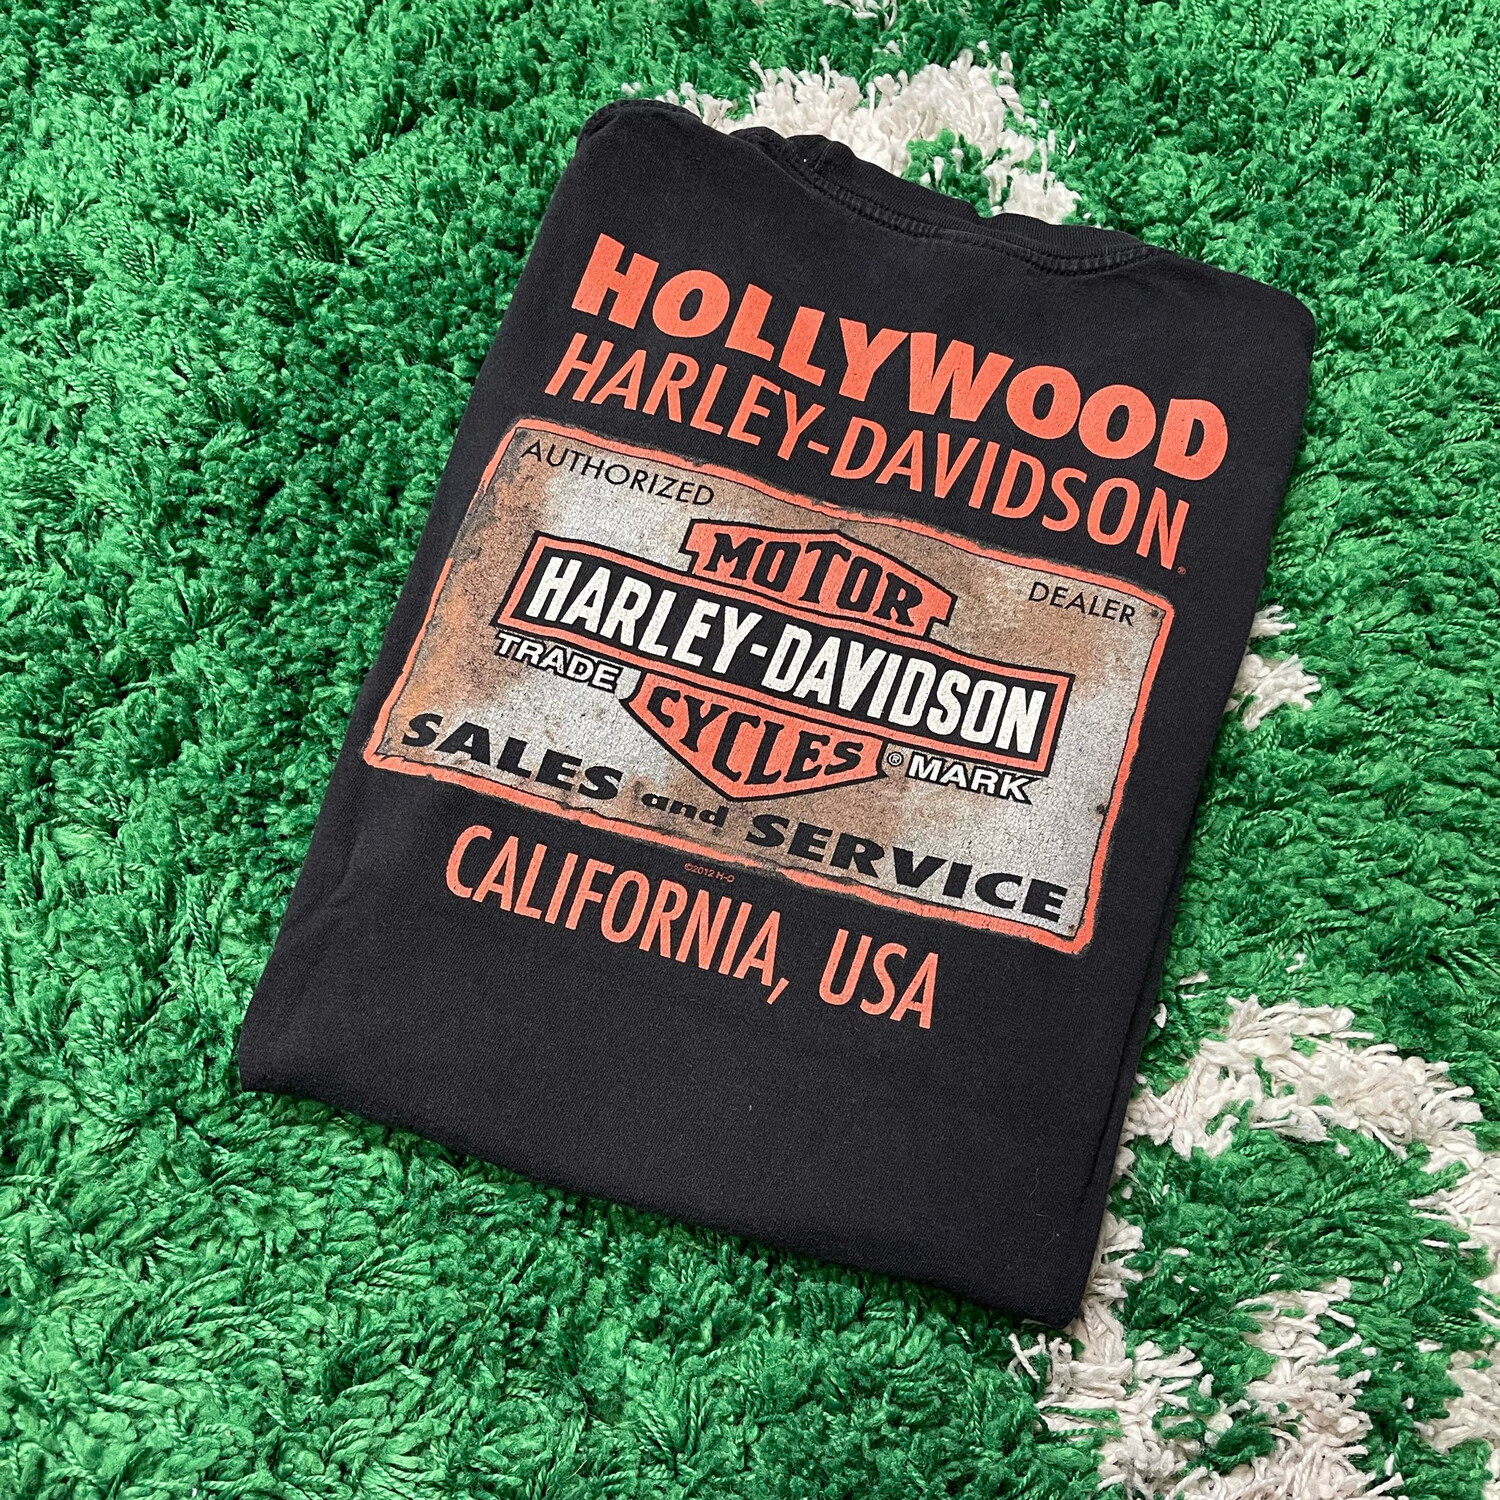 HOLLYWOOD
HARLEY-DAVIDSON®
AUTHORIZED DEALER
MOTOR
HARLEY-DAVIDSON
TRADE CYCLES ® MARK
SALES and SERVICE
©2012 H-D
CALIFORNIA, USA